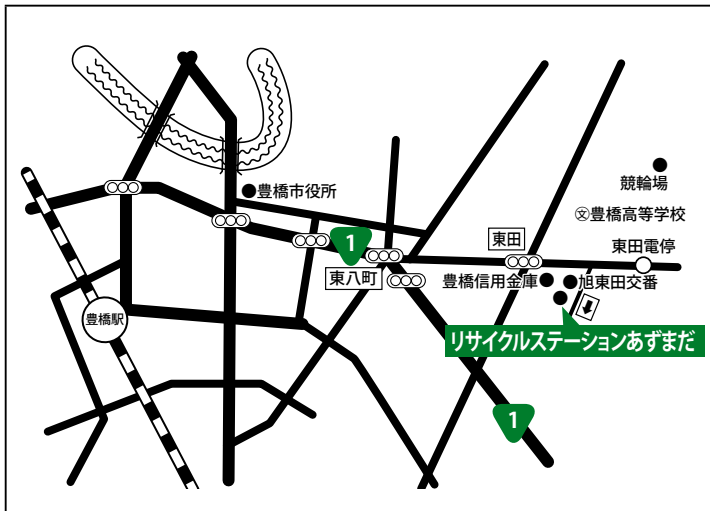 競輪場
豊橋市役所
文豊橋高等学校
1
東田
東田電停
東八町
豊橋信用金庫
旭東田交番
豊橋駅
リサイクルステーションあずまだ
1